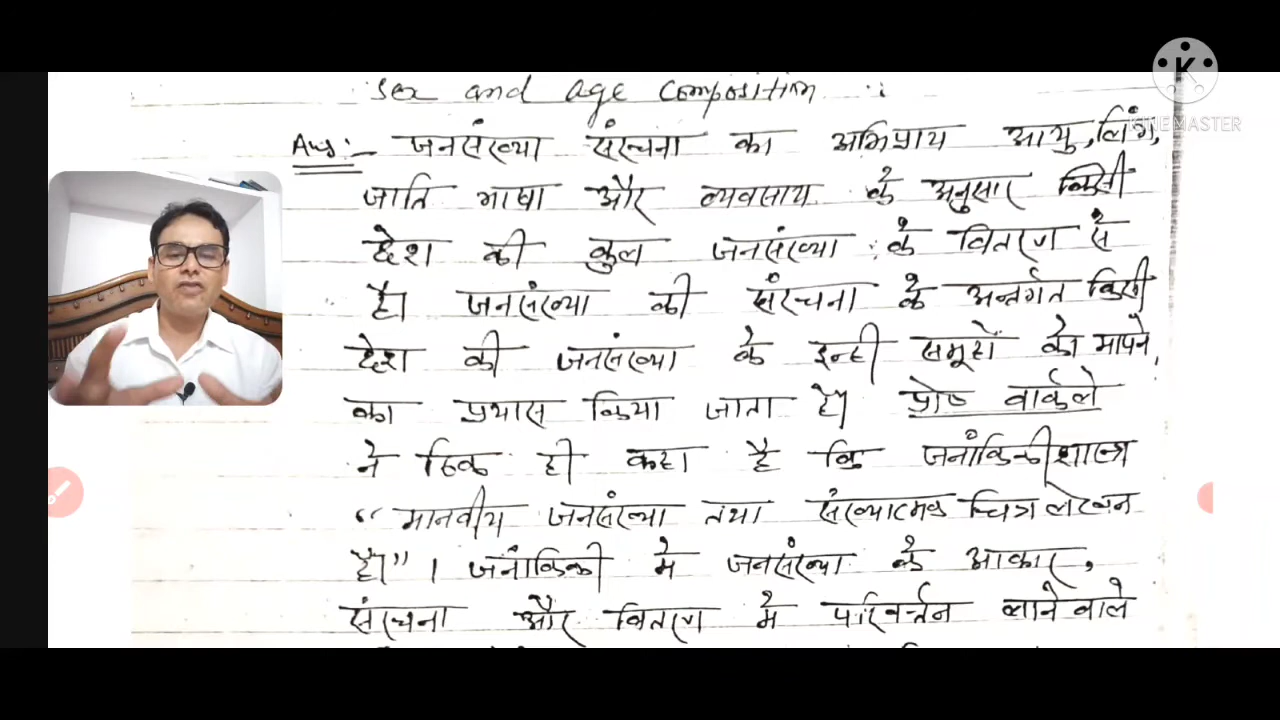 Sex and age composition :
Ans:- जनसंख्या संरचना का अभिप्राय आयु, लिंग,
जाति भाषा और व्यवसाय के अनुसार किसी
देश की कुल जनसंख्या के वितरण से
है। जनसंख्या की संरचना के अन्तर्गत किसी
देश की जनसंख्या के इन्ही समूहों को मापने
का प्रयास किया जाता है। प्रो० वार्कले
ने ठिक ही कहा है कि जनांकिकीशास्त्र
“मानवीय जनसंख्या तथा संख्यात्मक चित्र लेखन
है।”। जनांकिकी मे जनसंख्या के आकार,
संरचना और वितरण मे परिवर्त्तन लाने वाले
K
KINEMASTER